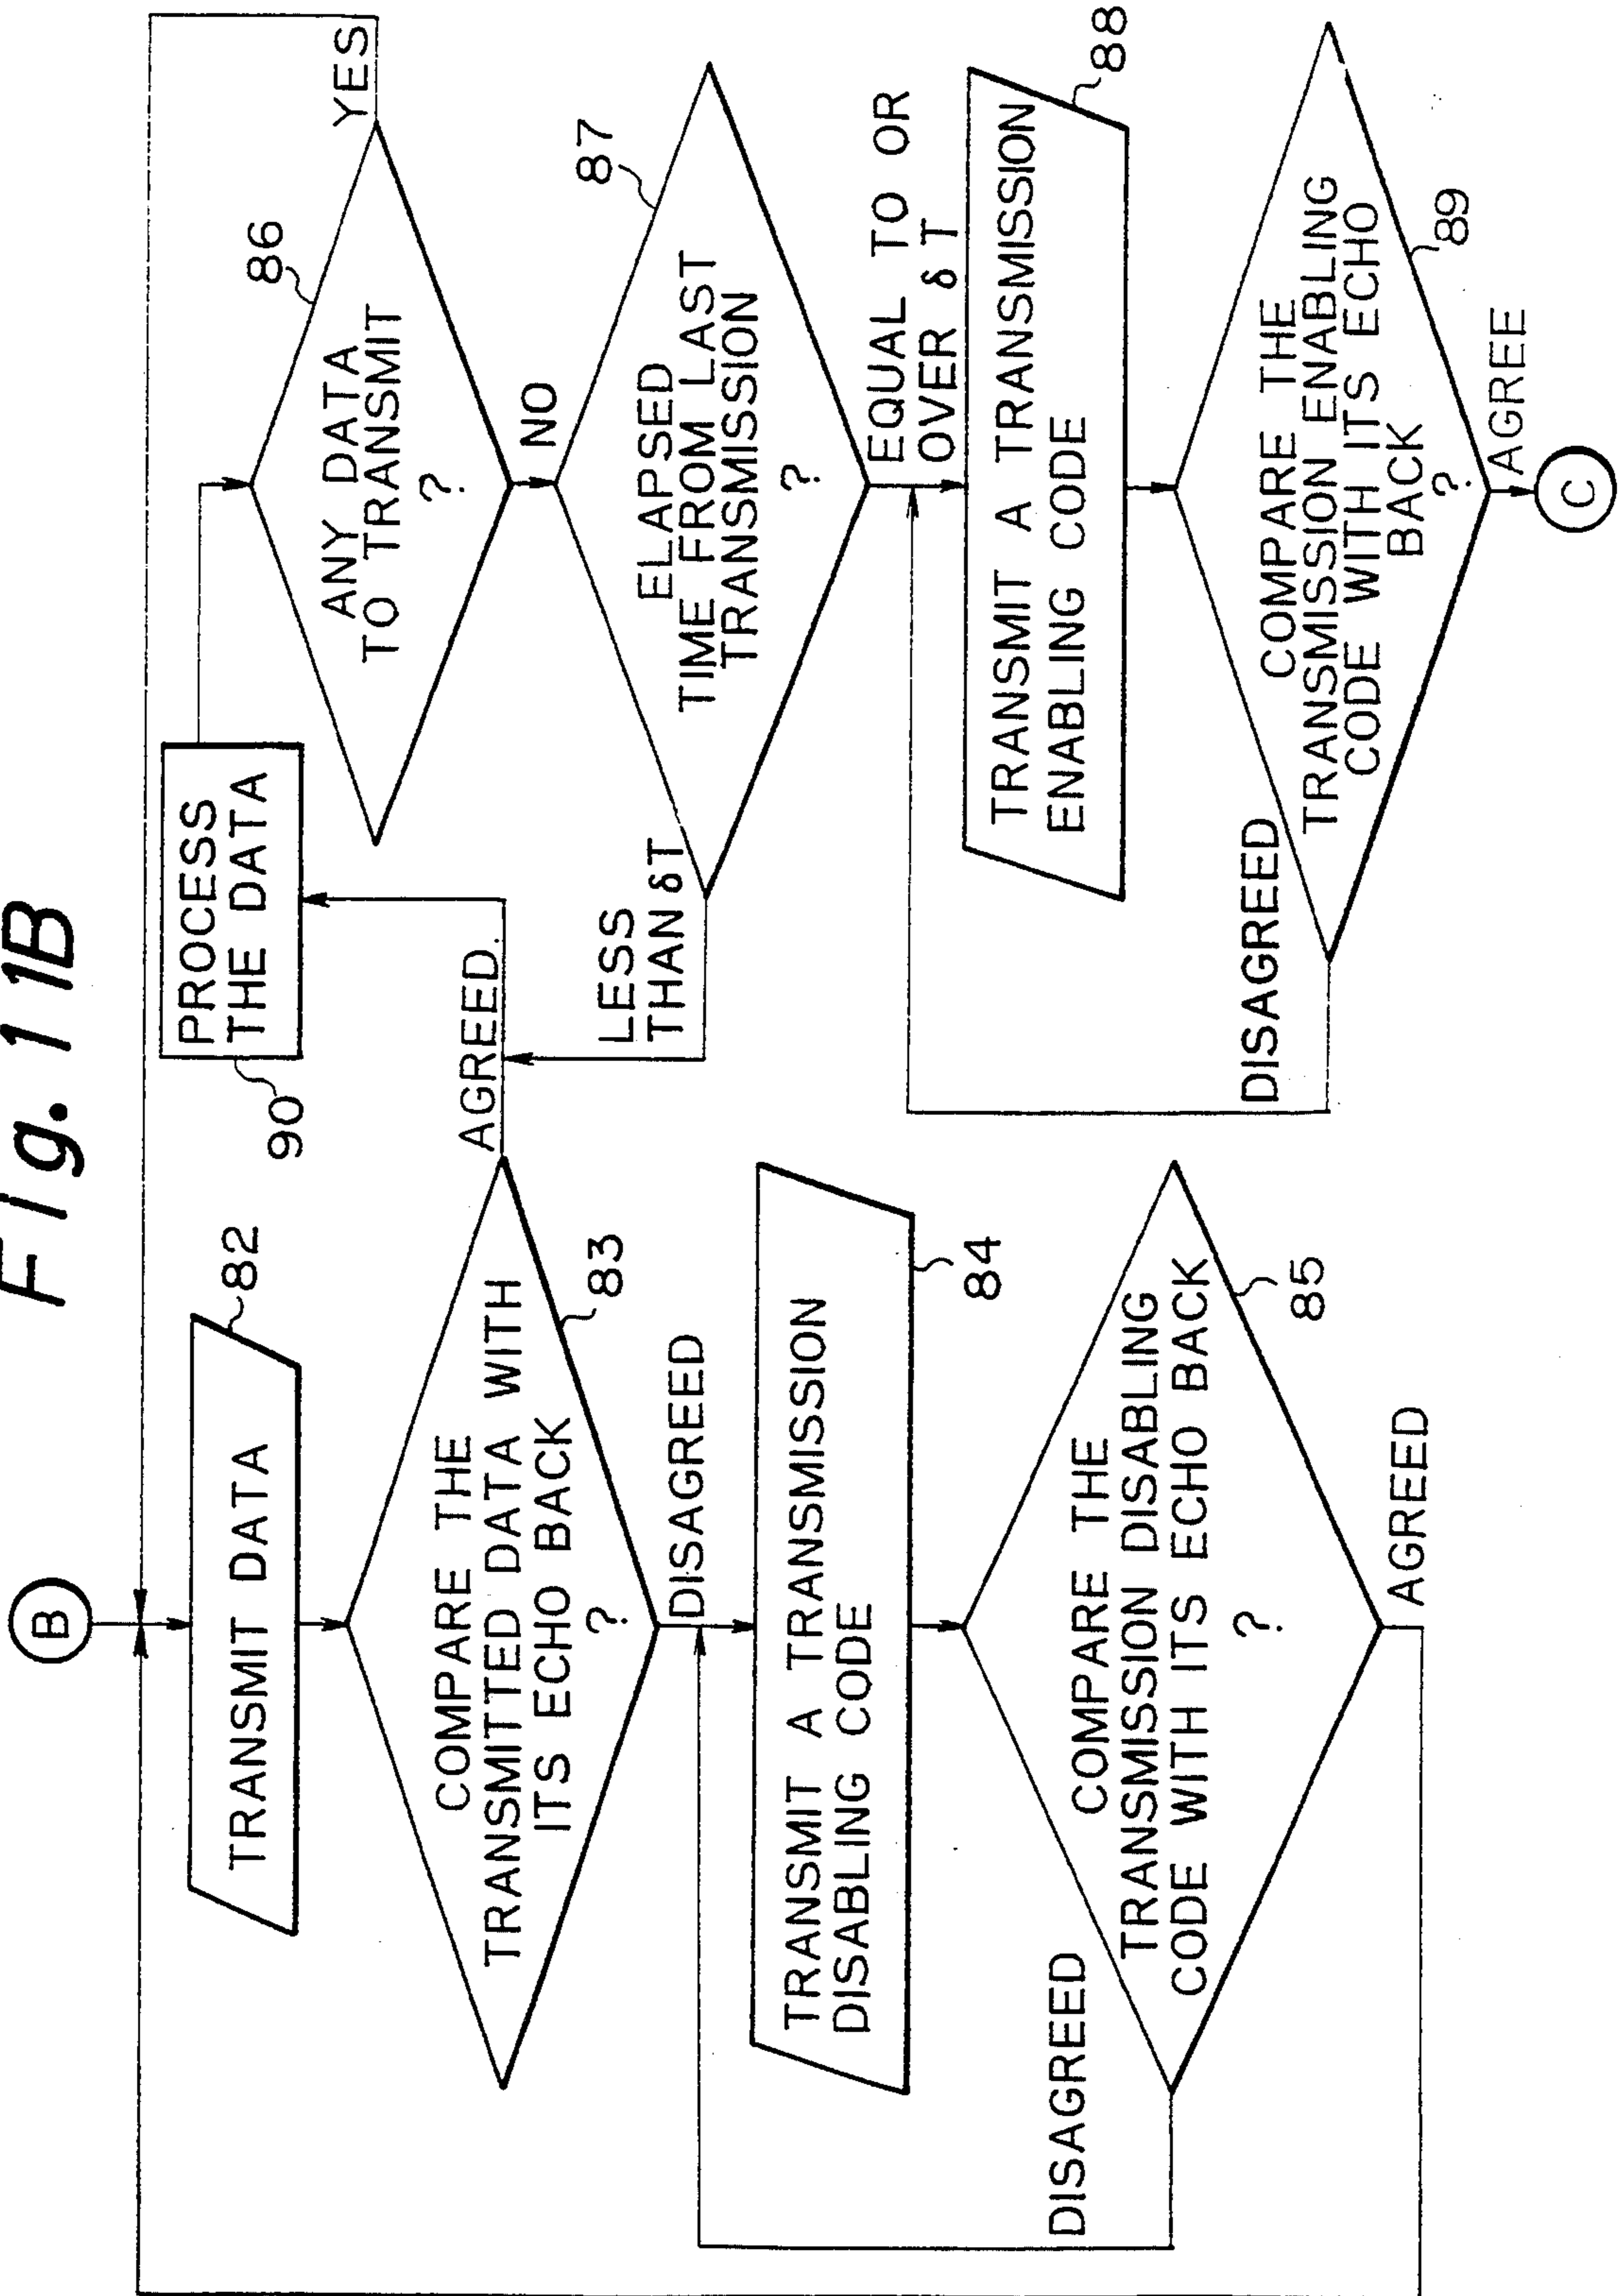 Fig. 11B
B
TRANSMIT DATA
82
COMPARE THE
TRANSMITTED DATA WITH
ITS ECHO BACK
?
83
AGREED.
DISAGREED
TRANSMIT A TRANSMISSION
DISABLING CODE
84
COMPARE THE
TRANSMISSION DISABLING
CODE WITH ITS ECHO BACK
?
85
DISAGREED
AGREED
PROCESS
THE DATA
90
ANY DATA
TO TRANSMIT
?
86
YES
NO
ELAPSED
TIME FROM LAST
TRANSMISSION
?
87
LESS
THAN δT
EQUAL TO OR
OVER δ T
TRANSMIT A TRANSMISSION
ENABLING CODE
88
COMPARE THE
TRANSMISSION ENABLING
CODE WITH ITS ECHO
BACK
?
89
DISAGREED
AGREE
C